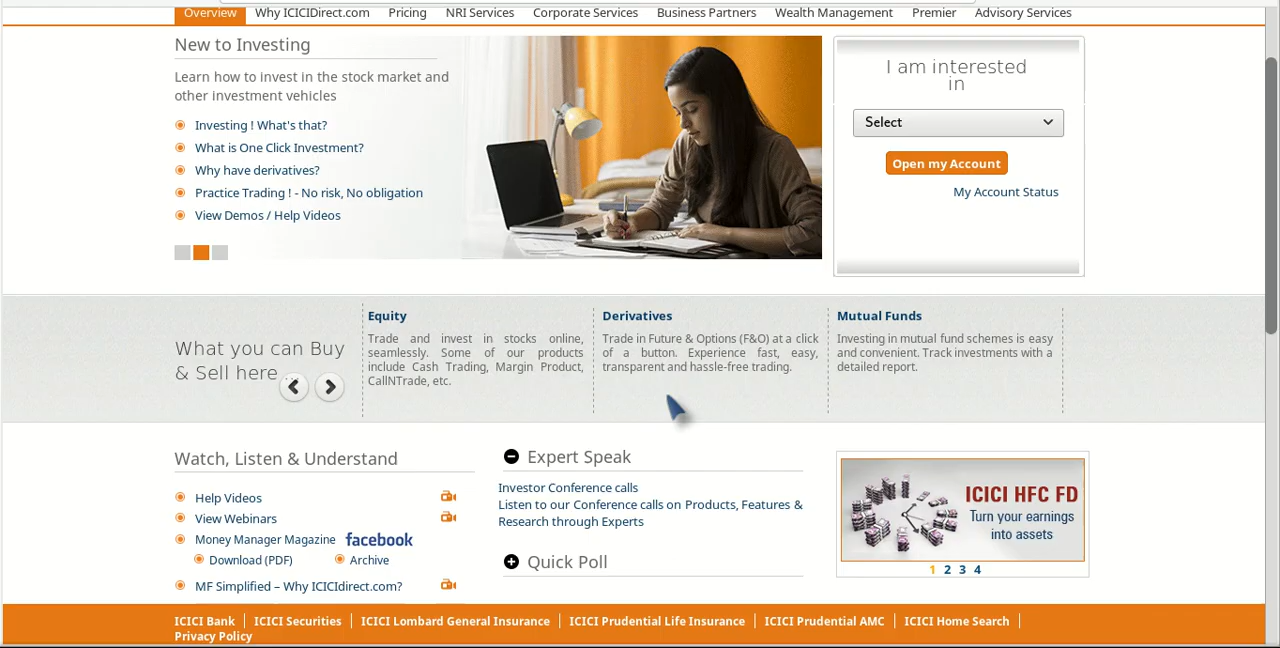 Overview Why ICICIDirect.com Pricing NRI Services Corporate Services Business Partners Wealth Management Premier Advisory Services
New to Investing
Learn how to invest in the stock market and
other investment vehicles
Investing ! What's that?
What is One Click Investment?
Why have derivatives?
Practice Trading ! - No risk, No obligation
View Demos / Help Videos
I am interested
in
Select
Open my Account
My Account Status
What you can Buy
& Sell here ...
Equity
Trade and invest in stocks online,
seamlessly. Some of our products
include Cash Trading, Margin Product,
CallNTrade, etc.
Derivatives
Trade in Future & Options (F&O) at a click
of a button. Experience fast, easy,
transparent and hassle-free trading.
Mutual Funds
Investing in mutual fund schemes is easy
and convenient. Track investments with a
detailed report.
Watch, Listen & Understand
Help Videos
View Webinars
Money Manager Magazine facebook
Download (PDF) Archive
MF Simplified – Why ICICIdirect.com?
Expert Speak
Investor Conference calls
Listen to our Conference calls on Products, Features &
Research through Experts
Quick Poll
ICICI HFC FD
Turn your earnings
into assets
1 2 3 4
ICICI Bank ICICI Securities ICICI Lombard General Insurance ICICI Prudential Life Insurance ICICI Prudential AMC ICICI Home Search
Privacy Policy